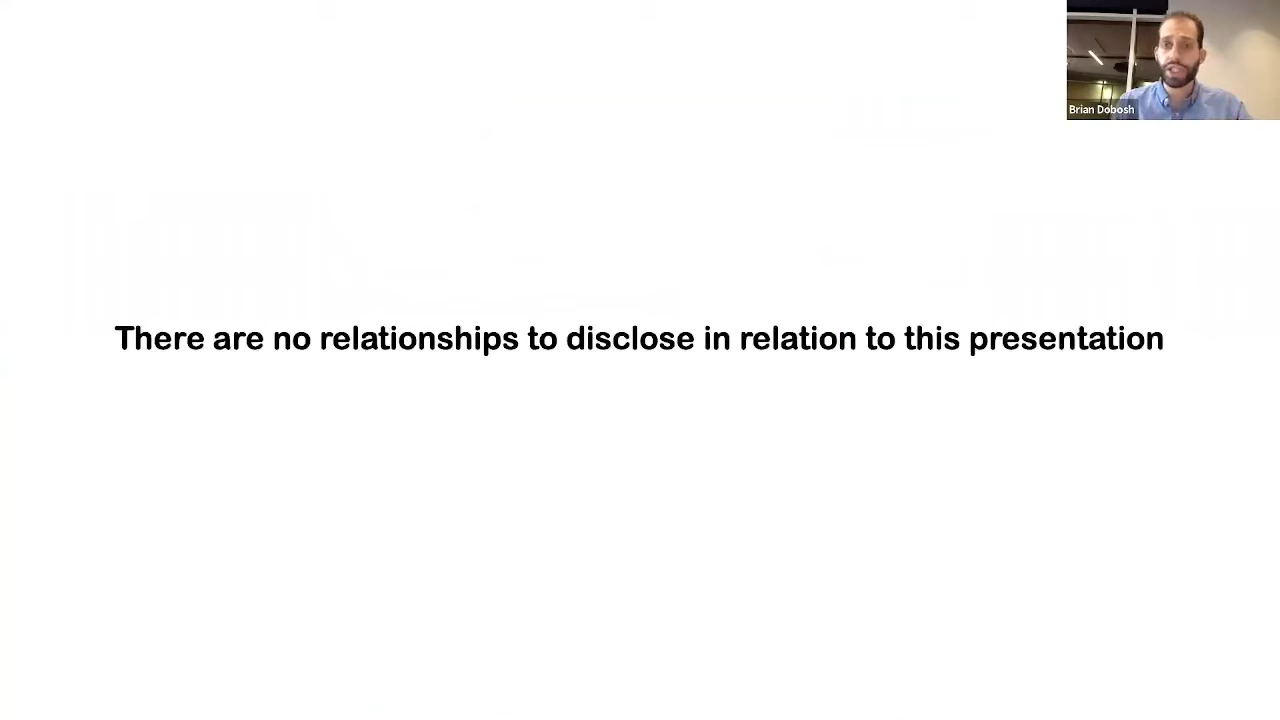 Brian Dobosh
There are no relationships to disclose in relation to this presentation